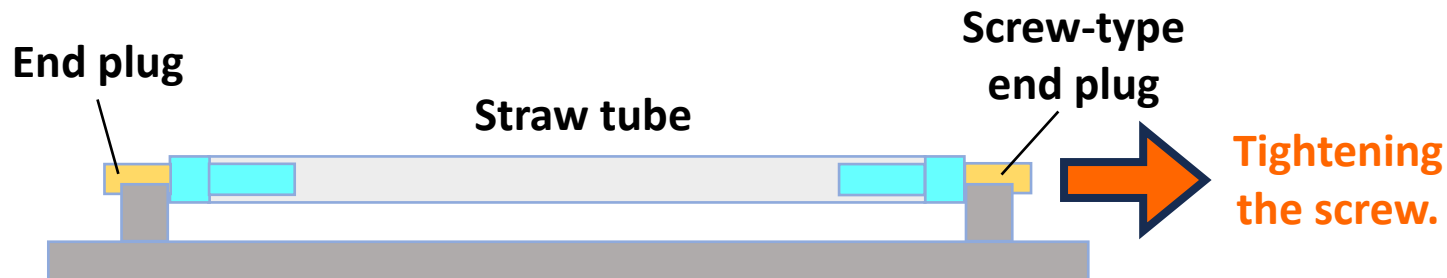 End plug
Straw tube
Screw-type
end plug
Tightening
the screw.